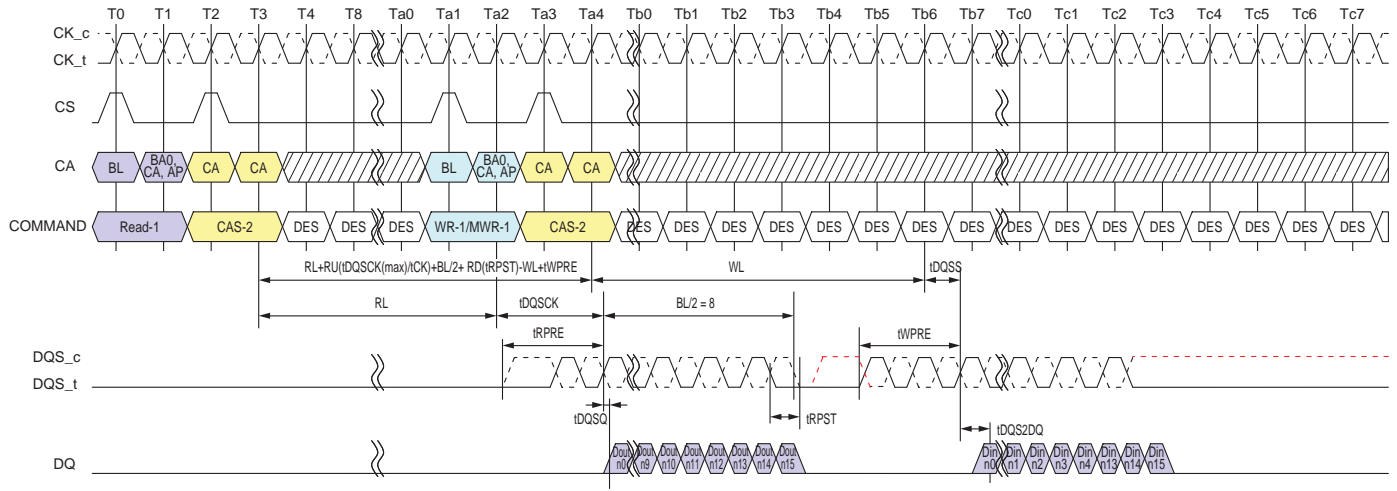 T0 T1 T2 T3 T4 T8 Ta0 Ta1 Ta2 Ta3 Ta4 Tb0 Tb1 Tb2 Tb3 Tb4 Tb5 Tb6 Tb7 Tc0 Tc1 Tc2 Tc3 Tc4 Tc5 Tc6 Tc7
CK_c
CK_t
CS
CA BL BA0, CA, AP CA CA BL BA0, CA, AP CA CA
COMMAND Read-1 CAS-2 DES DES DES WR-1/MWR-1 CAS-2 DES DES DES DES DES DES DES DES DES DES DES DES DES DES DES DES
RL+RU(tDQSCK(max)/tCK)+BL/2+ RD(tRPST)-WL+tWPRE WL tDQSS
RL tDQSCK BL/2 = 8
tRPRE tWPRE
DQS_c
DQS_t
tDQSQ tRPST tDQS2DQ
DQ Dout n0 Dout n9 Dout n10 Dout n11 Dout n12 Dout n13 Dout n14 Dout n15 Din n0 Din n1 Din n2 Din n3 Din n4 Din n13 Din n14 Din n15